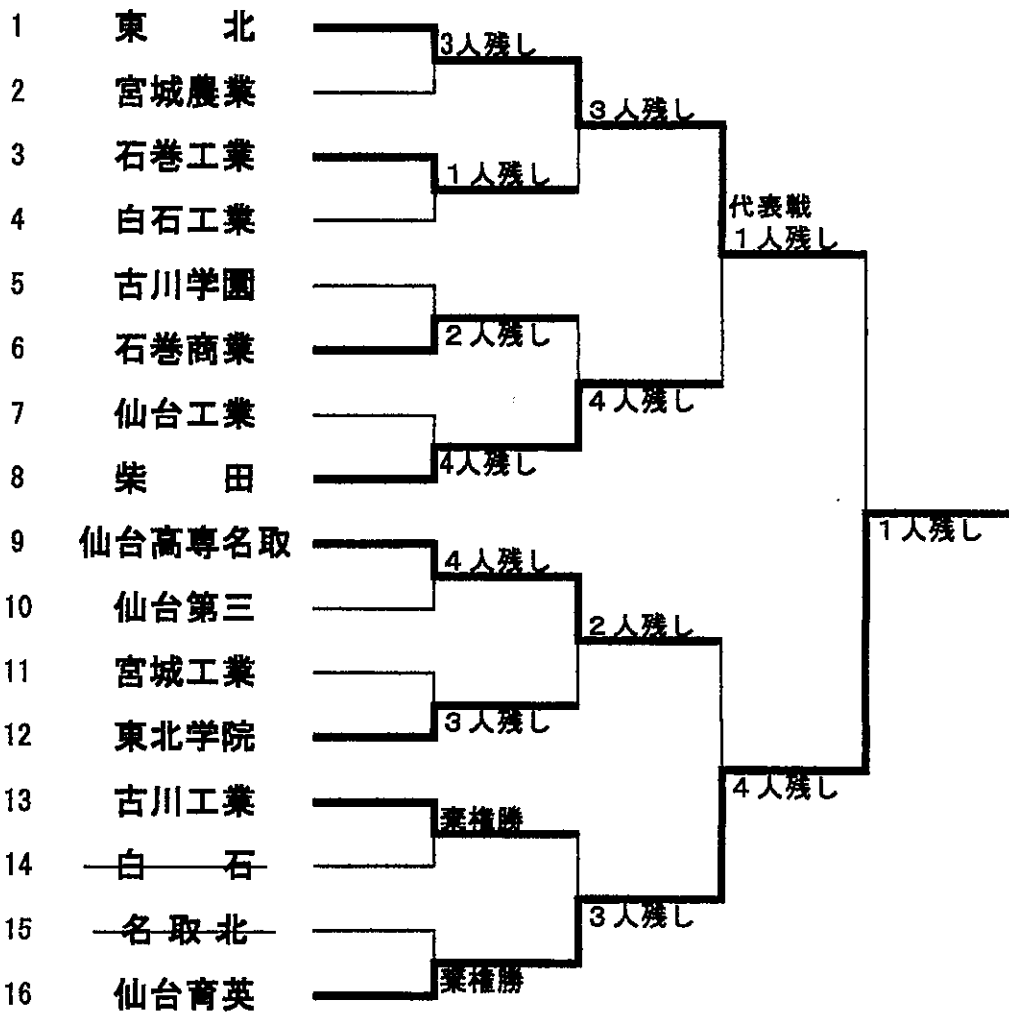 1 東 北
2 宮城農業
3 石巻工業
4 白石工業
5 古川学園
6 石巻商業
7 仙台工業
8 柴 田
9 仙台高専名取
10 仙台第三
11 宮城工業
12 東北学院
13 古川工業
14 白 石
15 名取北
16 仙台育英
3人残し
1人残し
2人残し
4人残し
4人残し
3人残し
棄権勝
棄権勝
3人残し
4人残し
2人残し
3人残し
代表戦
1人残し
4人残し
1人残し